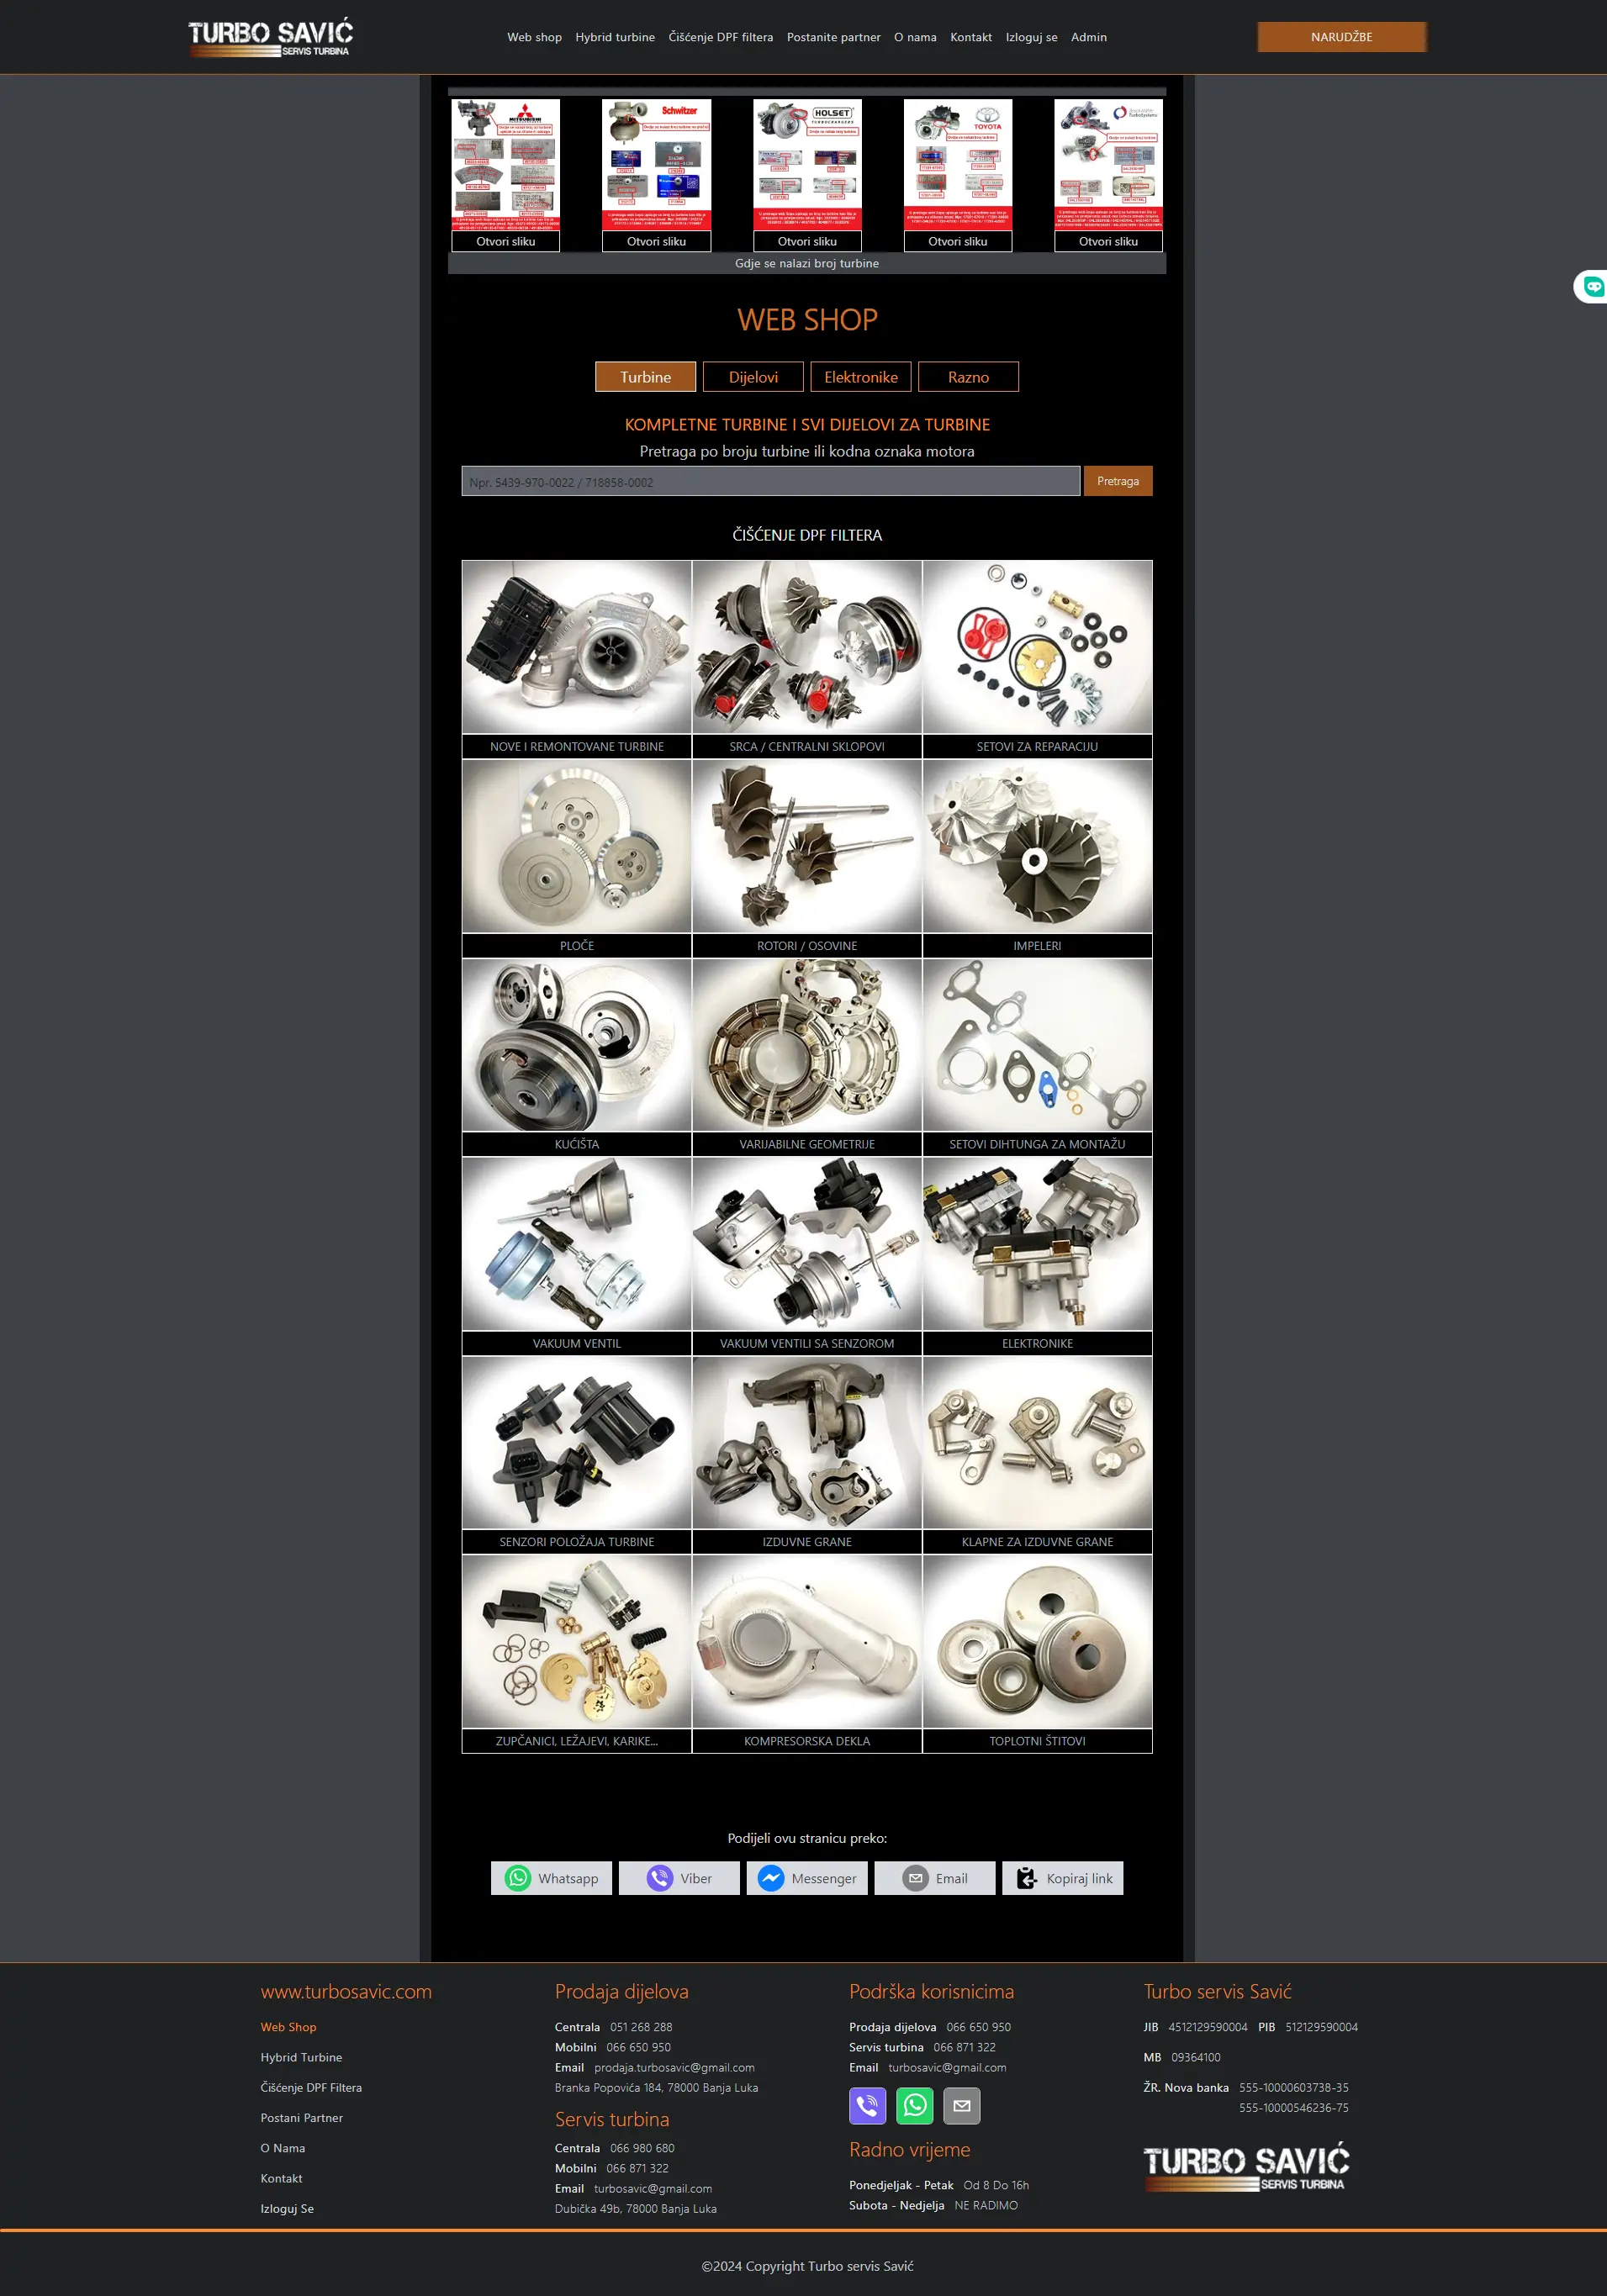 TURBO SAVIĆ
SERVIS TURBINA
Web shop Hybrid turbine Čišćenje DPF filtera Postanite partner O nama Kontakt Izloguj se Admin
NARUDŽBE
MITSUBISHI
Schwitzer
HOLSET
TOYOTA
Otvori sliku Otvori sliku Otvori sliku Otvori sliku Otvori sliku
Gdje se nalazi broj turbine
WEB SHOP
Turbine Dijelovi Elektronike Razno
KOMPLETNE TURBINE I SVI DIJELOVI ZA TURBINE
Pretraga po broju turbine ili kodna oznaka motora
Npr. 5439-970-0022 / 718858-0002
Pretraga
ČIŠĆENJE DPF FILTERA
NOVE I REMONTOVANE TURBINE SRCA / CENTRALNI SKLOPOVI SETOVI ZA REPARACIJU
PLOČE ROTORI / OSOVINE IMPELERI
KUĆIŠTA VARIJABILNE GEOMETRIJE SETOVI DIHTUNGA ZA MONTAŽU
VAKUUM VENTIL VAKUUM VENTILI SA SENZOROM ELEKTRONIKE
SENZORI POLOŽAJA TURBINE IZDUVNE GRANE KLAPNE ZA IZDUVNE GRANE
ZUPČANICI, LEŽAJEVI, KARIKE... KOMPRESORSKA DEKLA TOPLOTNI ŠTITOVI
Podijeli ovu stranicu preko:
Whatsapp Viber Messenger Email Kopiraj link
www.turbosavic.com
Web Shop
Hybrid Turbine
Čišćenje DPF Filtera
Postani Partner
O Nama
Kontakt
Izloguj Se
Prodaja dijelova
Centrala 051 268 288
Mobilni 066 650 950
Email prodaja.turbosavic@gmail.com
Branka Popovića 184, 78000 Banja Luka
Servis turbina
Centrala 066 980 680
Mobilni 066 871 322
Email turbosavic@gmail.com
Dubička 49b, 78000 Banja Luka
Podrška korisnicima
Prodaja dijelova 066 650 950
Servis turbina 066 871 322
Email turbosavic@gmail.com
Radno vrijeme
Ponedjeljak - Petak Od 8 Do 16h
Subota - Nedjelja NE RADIMO
Turbo servis Savić
JIB 4512129590004 PIB 512129590004
MB 09364100
ŽR. Nova banka 555-10000603738-35
555-10000546236-75
TURBO SAVIĆ
SERVIS TURBINA
©2024 Copyright Turbo servis Savić